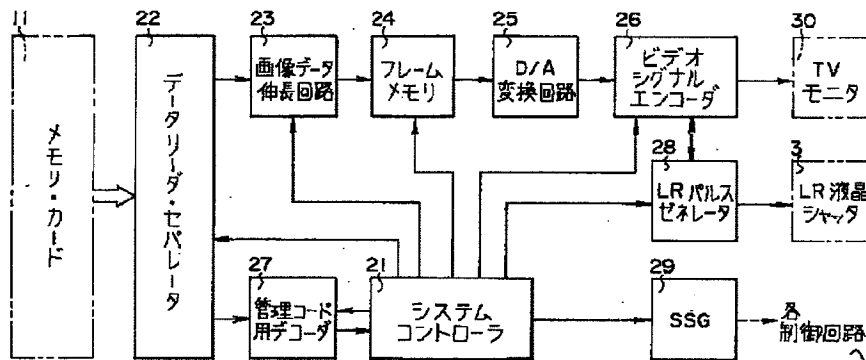 11
メモリ・カード
22
データリーダ・セパレータ
23
画像データ
伸長回路
24
フレーム
メモリ
25
D/A
変換回路
26
ビデオ
シグナル
エンコーダ
30
TV
モニタ
28
LRパルス
ゼネレータ
3
LR液晶
シャッタ
27
管理コード
用デコーダ
21
システム
コントローラ
29
SSG
各
制御回路
へ